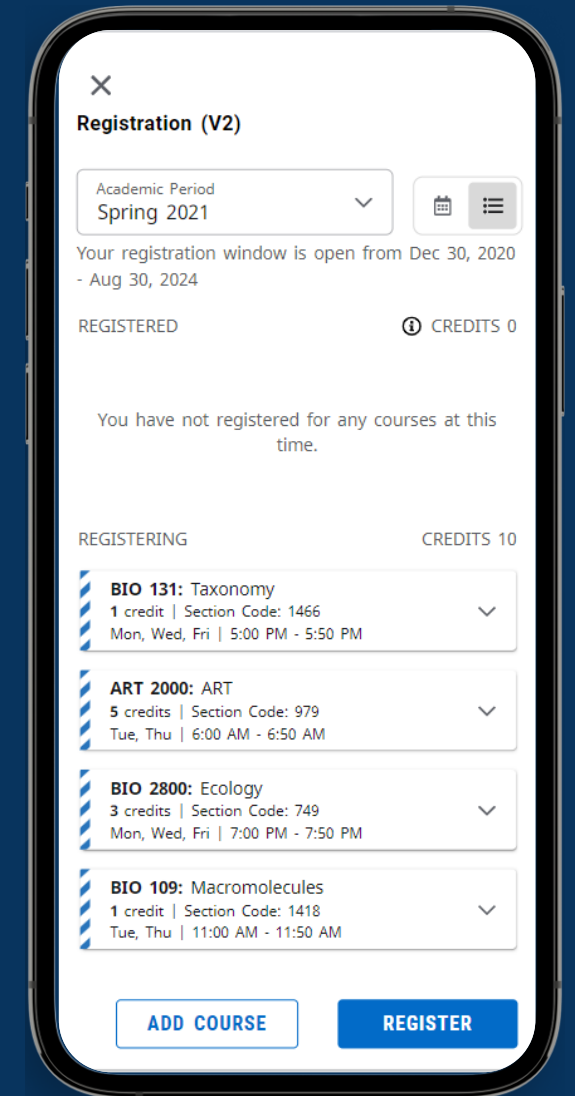 Registration (V2)
Academic Period
Spring 2021
Your registration window is open from Dec 30, 2020
- Aug 30, 2024
REGISTERED CREDITS 0
You have not registered for any courses at this
time.
REGISTERING CREDITS 10
BIO 131: Taxonomy
1 credit | Section Code: 1466
Mon, Wed, Fri | 5:00 PM - 5:50 PM
ART 2000: ART
5 credits | Section Code: 979
Tue, Thu | 6:00 AM - 6:50 AM
BIO 2800: Ecology
3 credits | Section Code: 749
Mon, Wed, Fri | 7:00 PM - 7:50 PM
BIO 109: Macromolecules
1 credit | Section Code: 1418
Tue, Thu | 11:00 AM - 11:50 AM
ADD COURSE REGISTER